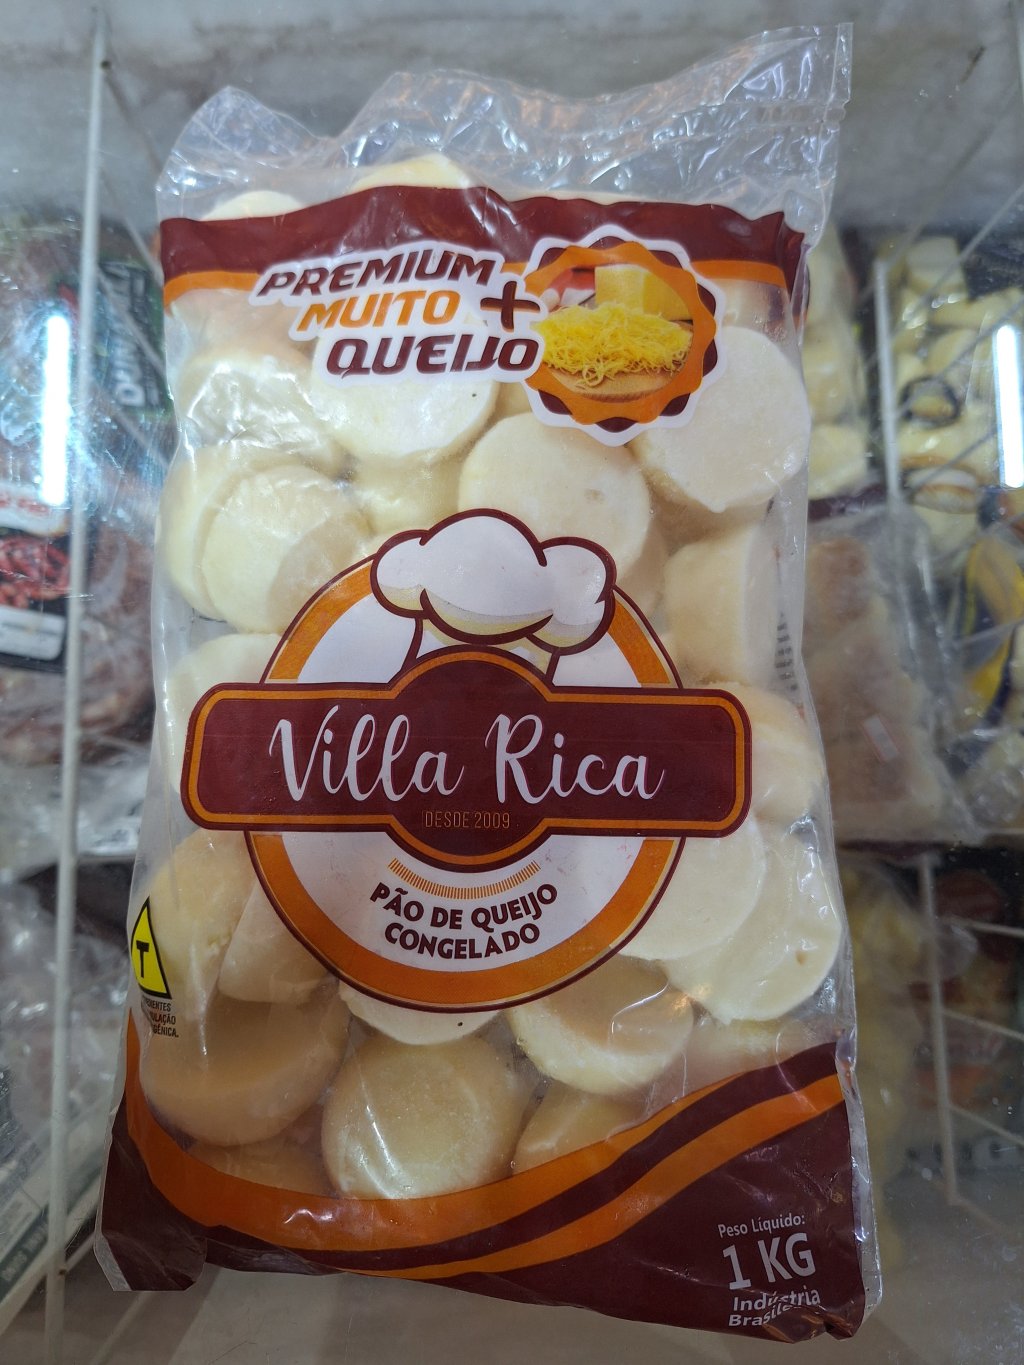 PREMIUM
MUITO +
QUEIJO
Villa Rica
DESDE 2009
PÃO DE QUEIJO
CONGELADO
T
Peso Líquido:
1 KG
Indústria
Brasileira